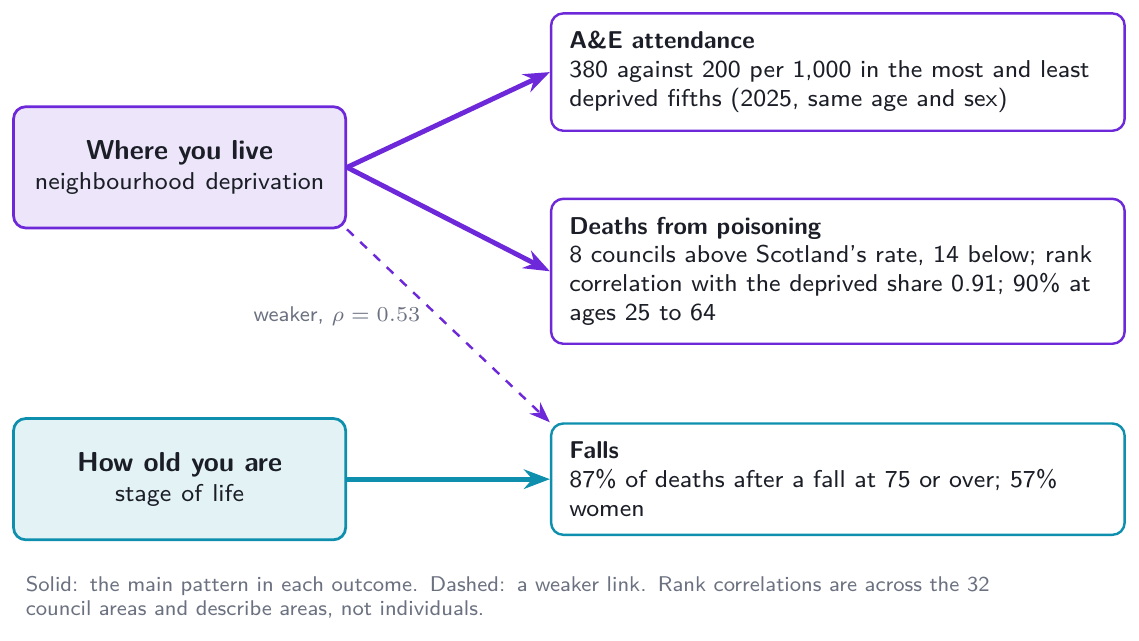 A&E attendance
380 against 200 per 1,000 in the most and least
deprived fifths (2025, same age and sex)
Where you live
neighbourhood deprivation
Deaths from poisoning
8 councils above Scotland's rate, 14 below; rank
correlation with the deprived share 0.91; 90% at
ages 25 to 64
weaker, ρ = 0.53
How old you are
stage of life
Falls
87% of deaths after a fall at 75 or over; 57%
women
Solid: the main pattern in each outcome. Dashed: a weaker link. Rank correlations are across the 32
council areas and describe areas, not individuals.